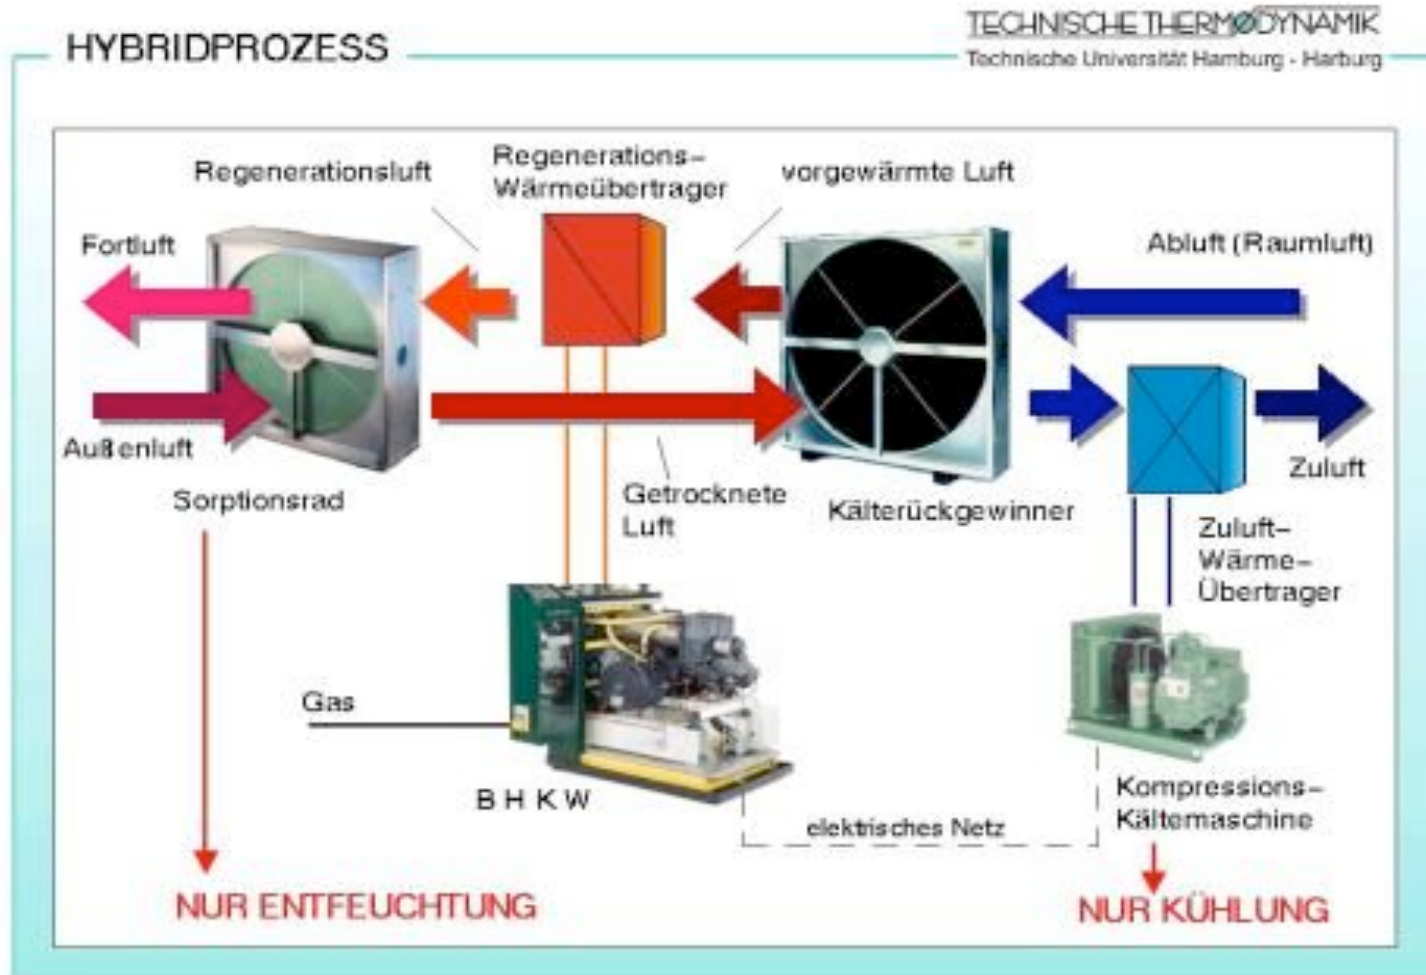 HYBRIDPROZESS
TECHNISCHE THERMODYNAMIK
Technische Universität Hamburg - Harburg
Regenerationsluft
Regenerations–
Wärmeübertrager
vorgewärmte Luft
Fortluft
Abluft (Raumluft)
Außenluft
Sorptionsrad
Getrocknete
Luft
Kälterückgewinner
Zuluft
Zuluft–
Wärme–
Übertrager
Gas
B H K W
elektrisches Netz
Kompressions–
Kältemaschine
NUR ENTFEUCHTUNG
NUR KÜHLUNG